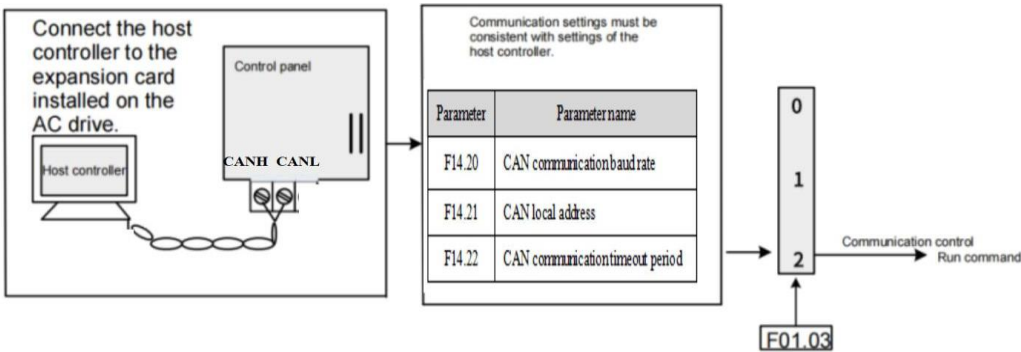 Connect the host
controller to the
expansion card
installed on the
AC drive.
Host controller
Control panel
CANH CANL
Communication settings must be
consistent with settings of the
host controller.
Parameter Parameter name
F14.20 CAN communication baud rate
F14.21 CAN local address
F14.22 CAN communication timeout period
0
1
2
Communication control
Run command
F01.03